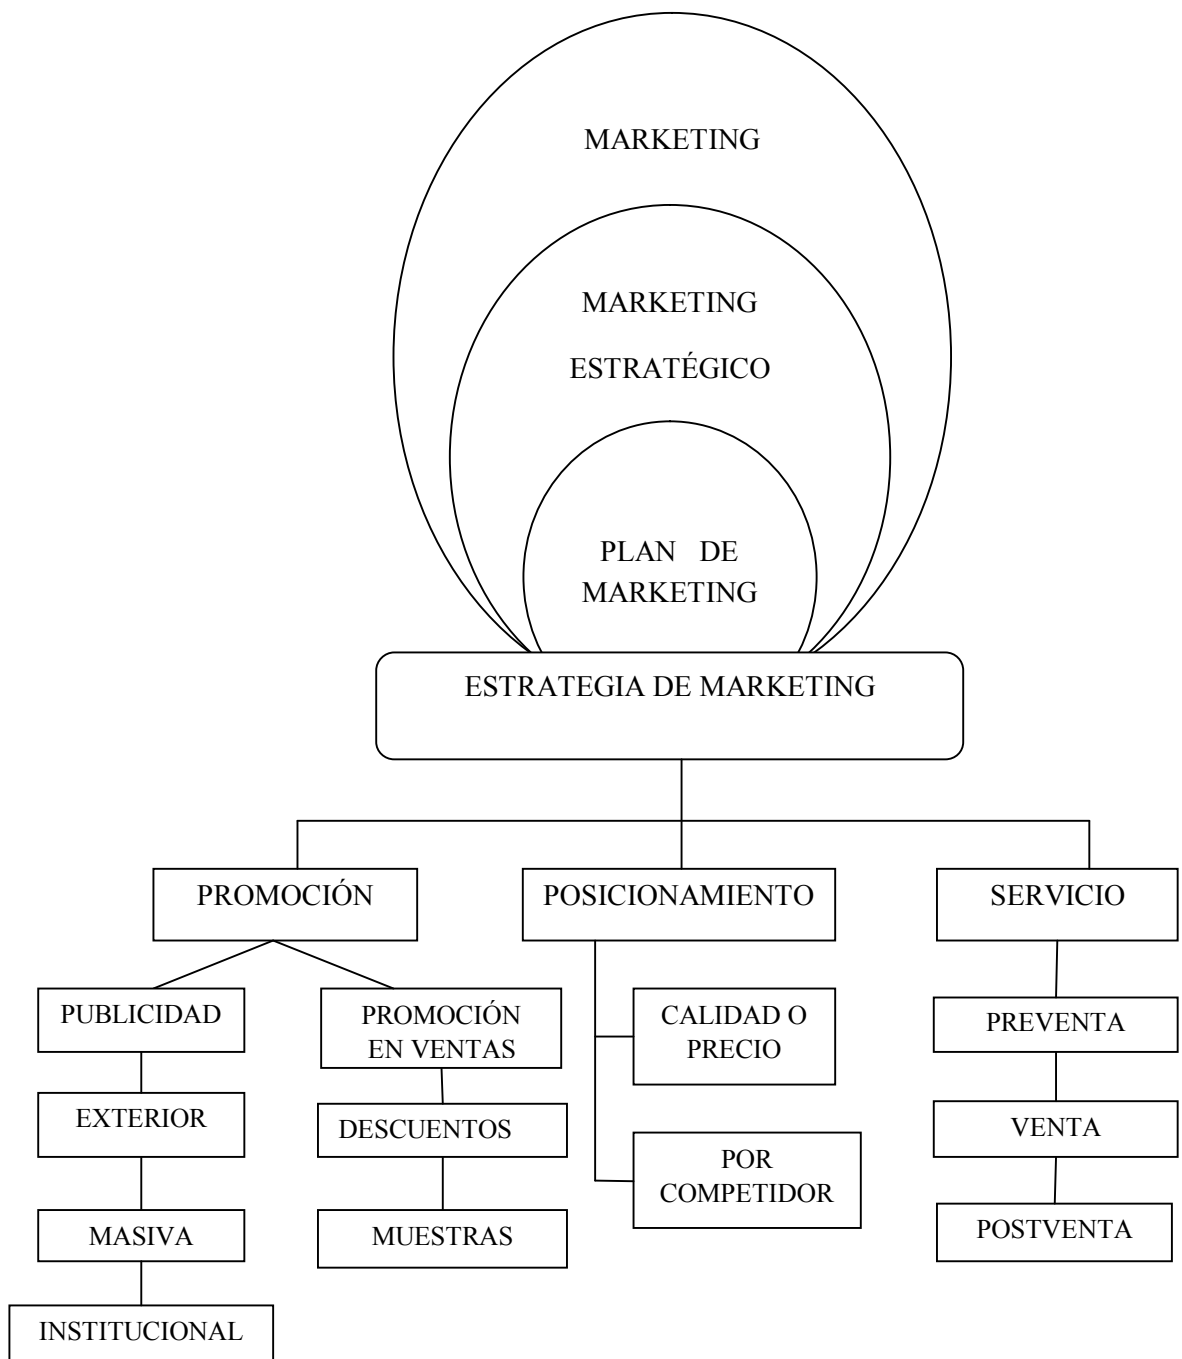 MARKETING
MARKETING
ESTRATÉGICO
PLAN DE
MARKETING
ESTRATEGIA DE MARKETING
PROMOCIÓN
POSICIONAMIENTO
SERVICIO
PUBLICIDAD
PROMOCIÓN
EN VENTAS
CALIDAD O
PRECIO
PREVENTA
EXTERIOR
DESCUENTOS
VENTA
POR
COMPETIDOR
MASIVA
MUESTRAS
POSTVENTA
INSTITUCIONAL